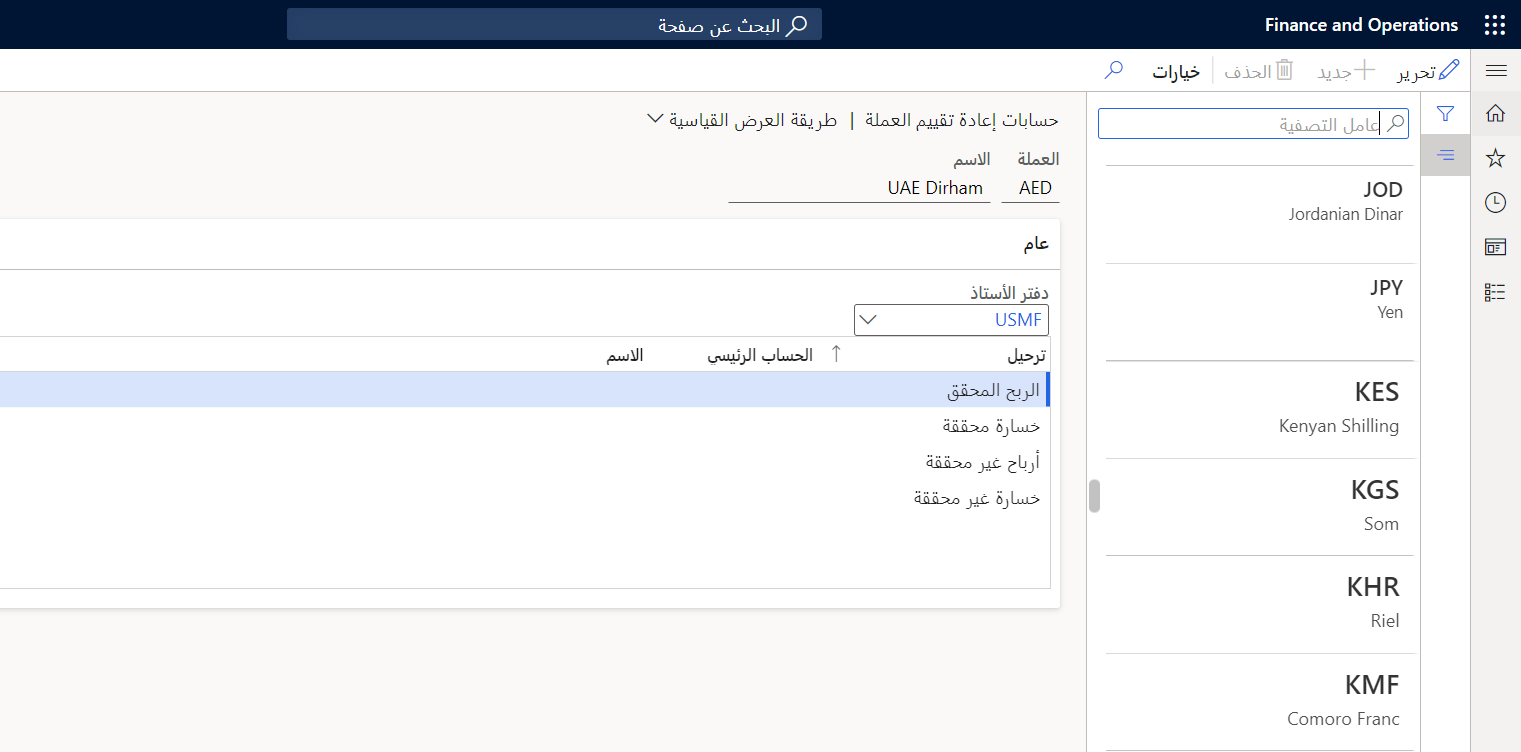 Finance and Operations
البحث عن صفحة
تحرير
جديد
الحذف
خيارات
عامل التصفية
JOD
Jordanian Dinar
JPY
Yen
KES
Kenyan Shilling
KGS
Som
KHR
Riel
KMF
Comoro Franc
حسابات إعادة تقييم العملة | طريقة العرض القياسية
العملة الاسم
AED UAE Dirham
عام
دفتر الأستاذ
USMF
ترحيل الحساب الرئيسي الاسم
الربح المحقق
خسارة محققة
أرباح غير محققة
خسارة غير محققة